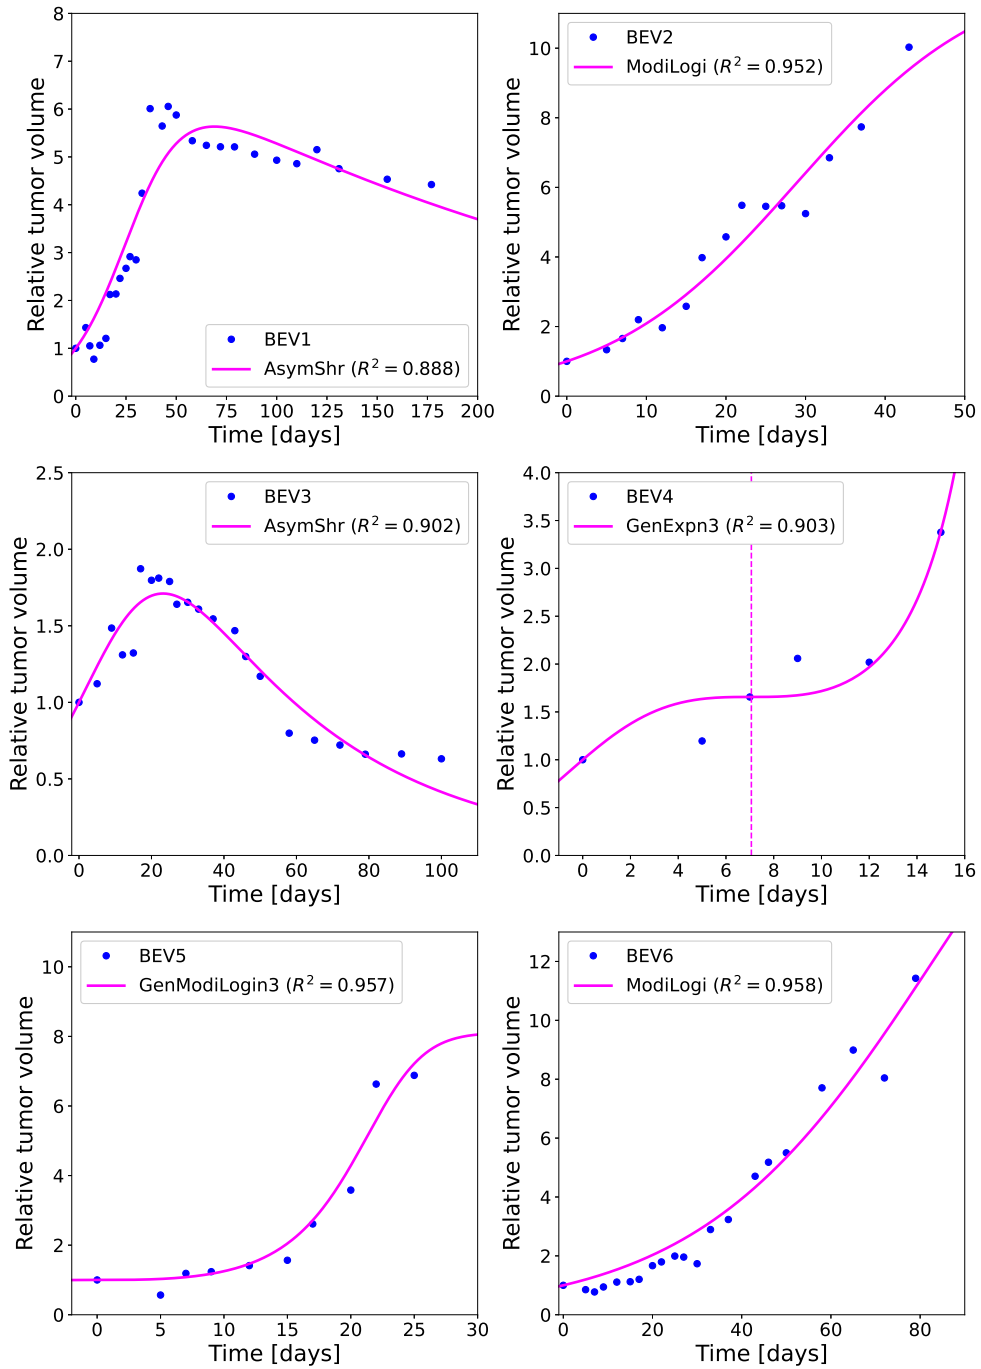 8
7
6
5
4
3
2
1
0
Relative tumor volume
BEV1
AsymShr (R² = 0.888)
0 25 50 75 100 125 150 175 200
Time [days]
10
8
6
4
2
0
Relative tumor volume
BEV2
ModiLogi (R² = 0.952)
0 10 20 30 40 50
Time [days]
2.5
2.0
1.5
1.0
0.5
0.0
Relative tumor volume
BEV3
AsymShr (R² = 0.902)
0 20 40 60 80 100
Time [days]
4.0
3.5
3.0
2.5
2.0
1.5
1.0
0.5
0.0
Relative tumor volume
BEV4
GenExpn3 (R² = 0.903)
0 2 4 6 8 10 12 14 16
Time [days]
10
8
6
4
2
0
Relative tumor volume
BEV5
GenModiLogin3 (R² = 0.957)
0 5 10 15 20 25 30
Time [days]
12
10
8
6
4
2
0
Relative tumor volume
BEV6
ModiLogi (R² = 0.958)
0 20 40 60 80
Time [days]